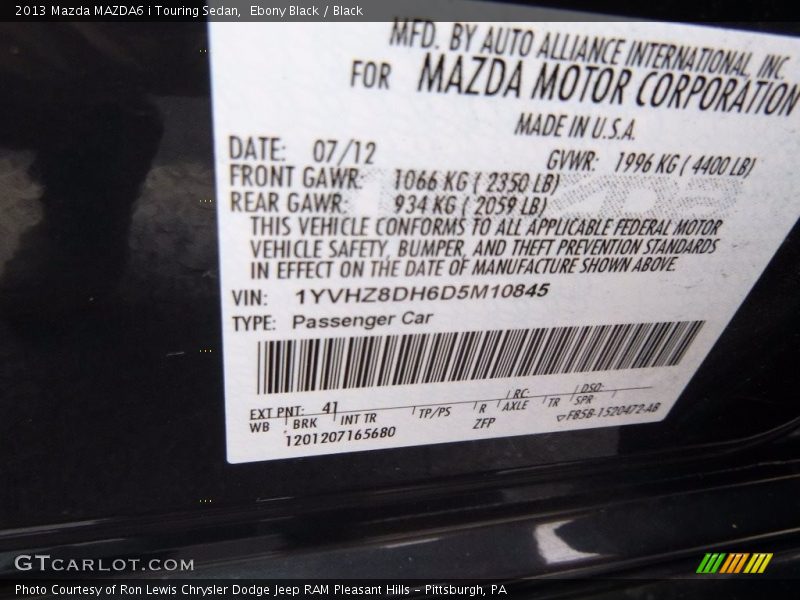 2013 Mazda MAZDA6 i Touring Sedan, Ebony Black / Black
MFD. BY AUTO ALLIANCE INTERNATIONAL, INC.
FOR MAZDA MOTOR CORPORATION
MADE IN U.S.A.
DATE: 07/12 GVWR: 1996 KG ( 4400 LB)
FRONT GAWR: 1066 KG ( 2350 LB)
REAR GAWR: 934 KG ( 2059 LB)
THIS VEHICLE CONFORMS TO ALL APPLICABLE FEDERAL MOTOR
VEHICLE SAFETY, BUMPER, AND THEFT PREVENTION STANDARDS
IN EFFECT ON THE DATE OF MANUFACTURE SHOWN ABOVE.
VIN: 1YVHZ8DH6D5M10845
TYPE: Passenger Car
EXT PNT: 41 RC: DSO:
WB BRK INT TR TP/PS R AXLE TR SPR
1201207165680 ZFP F85B-1520472-AB
GTCARLOT.COM
Photo Courtesy of Ron Lewis Chrysler Dodge Jeep RAM Pleasant Hills – Pittsburgh, PA